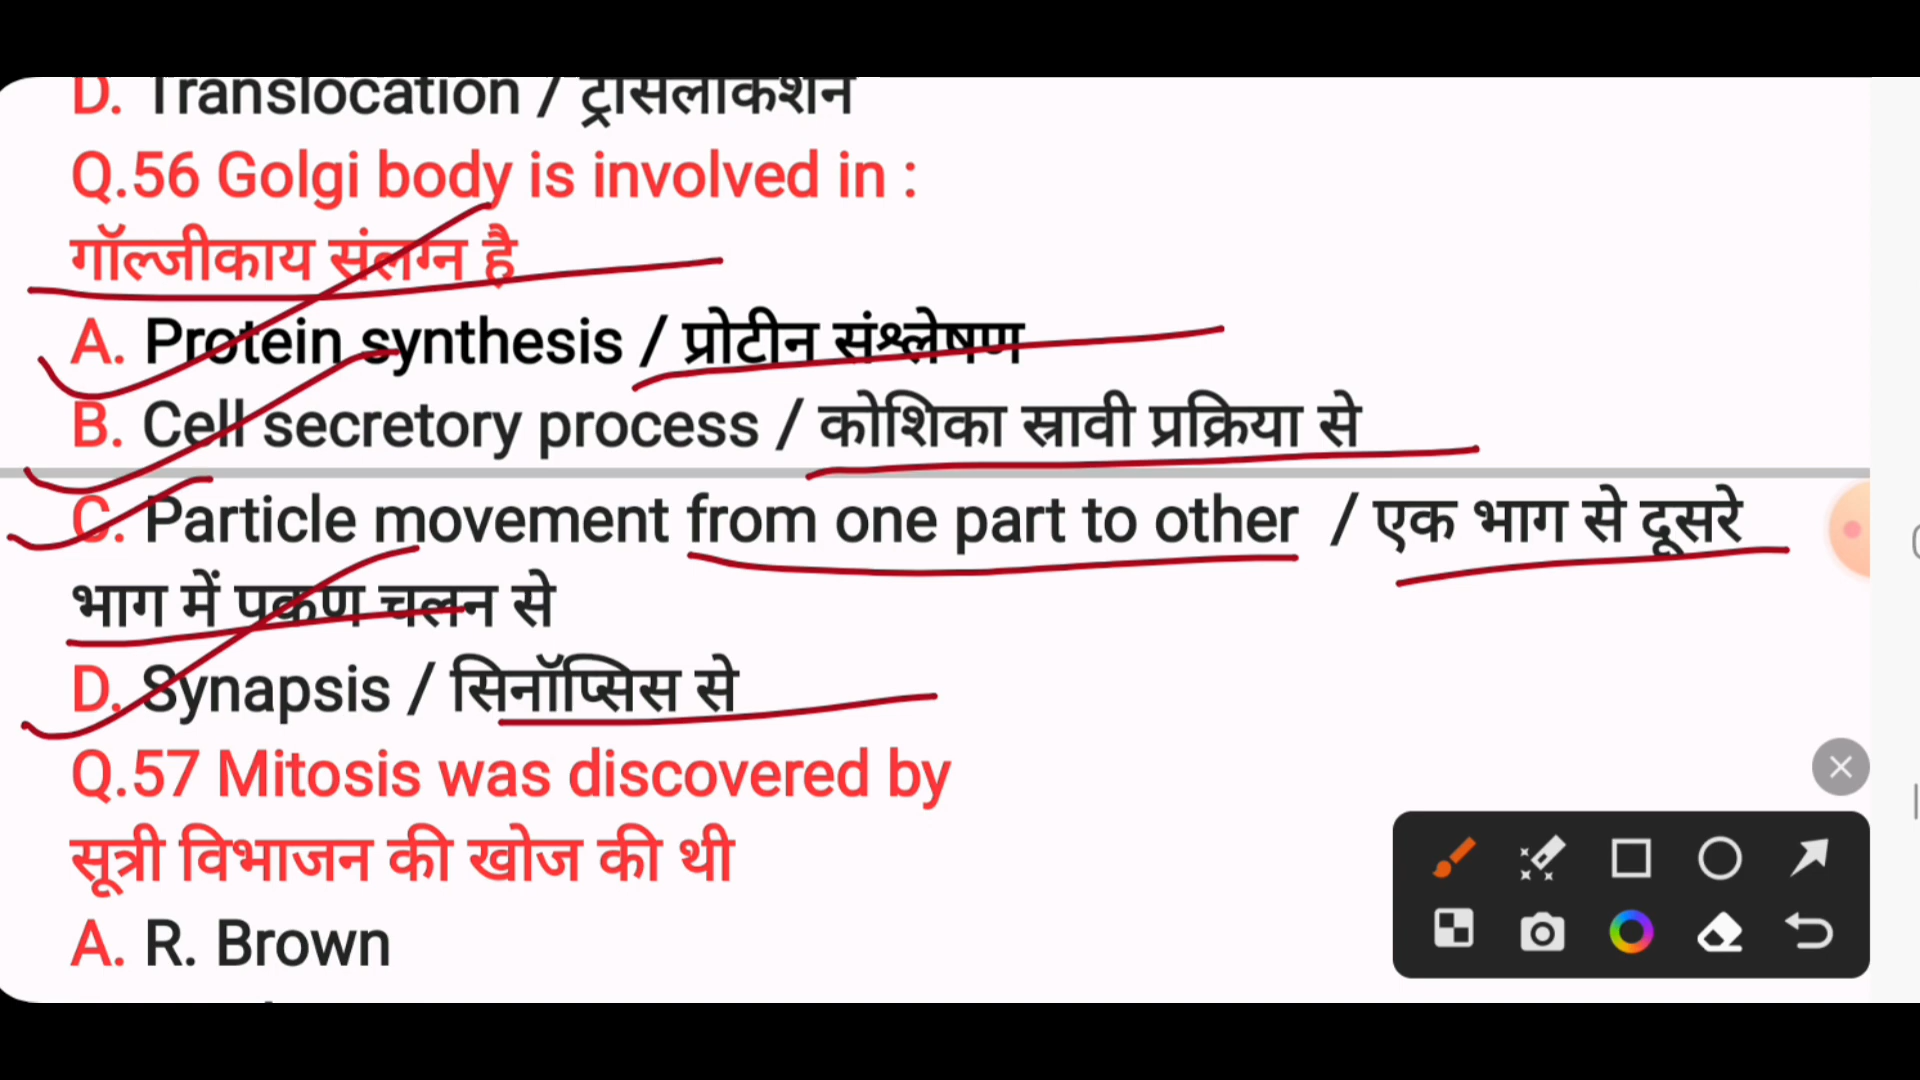 D. Translocation / ट्रांसलोकेशन
Q.56 Golgi body is involved in :
गॉल्जीकाय संलग्न है
A. Protein synthesis / प्रोटीन संश्लेषण
B. Cell secretory process / कोशिका स्रावी प्रक्रिया से
C. Particle movement from one part to other / एक भाग से दूसरे
भाग में पकण चलन से
D. Synapsis / सिनॉप्सिस से
Q.57 Mitosis was discovered by
सूत्री विभाजन की खोज की थी
A. R. Brown